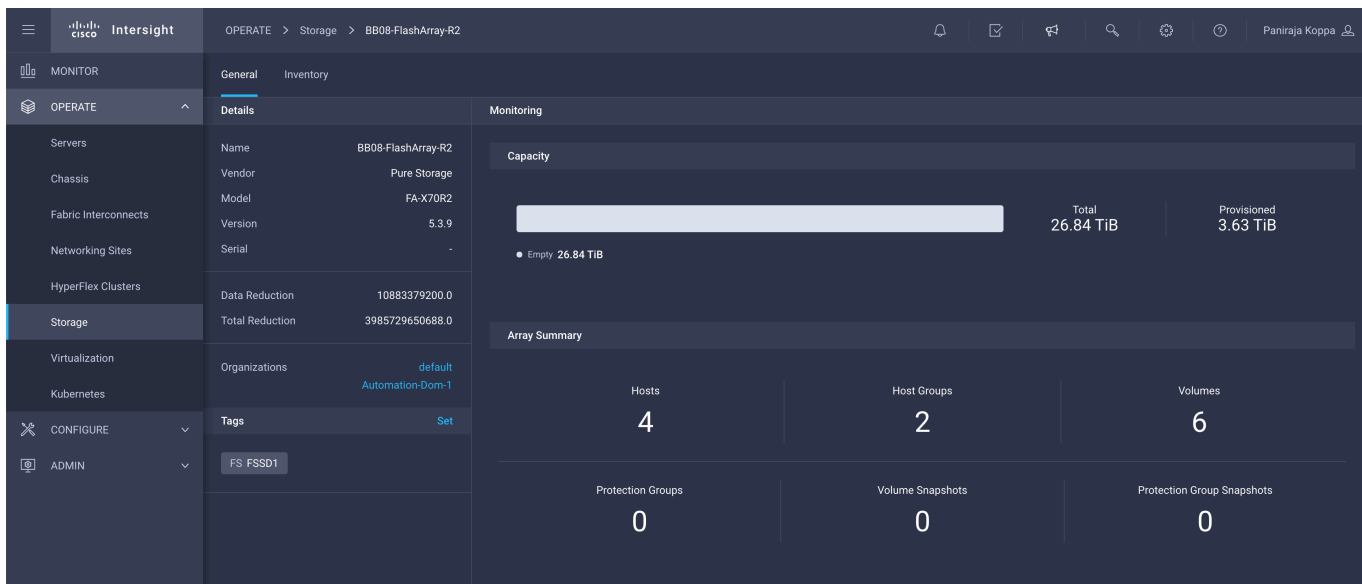 cisco Intersight
OPERATE > Storage > BB08-FlashArray-R2
Paniraja Koppa
MONITOR
OPERATE
Servers
Chassis
Fabric Interconnects
Networking Sites
HyperFlex Clusters
Storage
Virtualization
Kubernetes
CONFIGURE
ADMIN
General Inventory
Details
Name BB08-FlashArray-R2
Vendor Pure Storage
Model FA-X70R2
Version 5.3.9
Serial -
Data Reduction 10883379200.0
Total Reduction 3985729650688.0
Organizations default
Automation-Dom-1
Tags Set
FS FSSD1
Monitoring
Capacity
Total Provisioned
26.84 TiB 3.63 TiB
Empty 26.84 TiB
Array Summary
Hosts Host Groups Volumes
4 2 6
Protection Groups Volume Snapshots Protection Group Snapshots
0 0 0